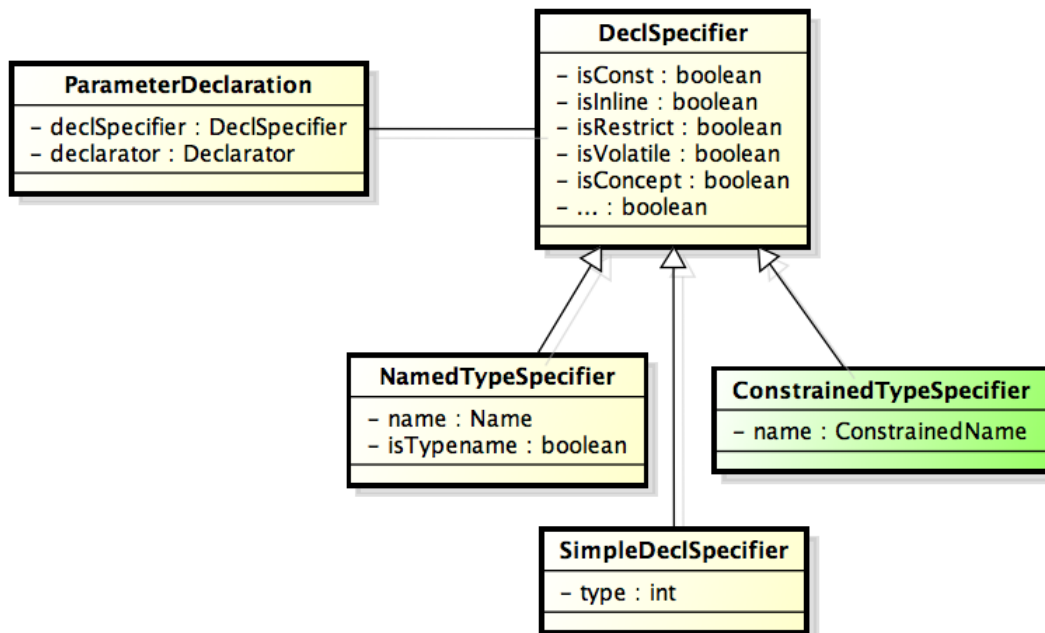 DeclSpecifier
– isConst : boolean
– isInline : boolean
– isRestrict : boolean
– isVolatile : boolean
– isConcept : boolean
– ... : boolean
ParameterDeclaration
– declSpecifier : DeclSpecifier
– declarator : Declarator
NamedTypeSpecifier
– name : Name
– isTypename : boolean
ConstrainedTypeSpecifier
– name : ConstrainedName
SimpleDeclSpecifier
– type : int